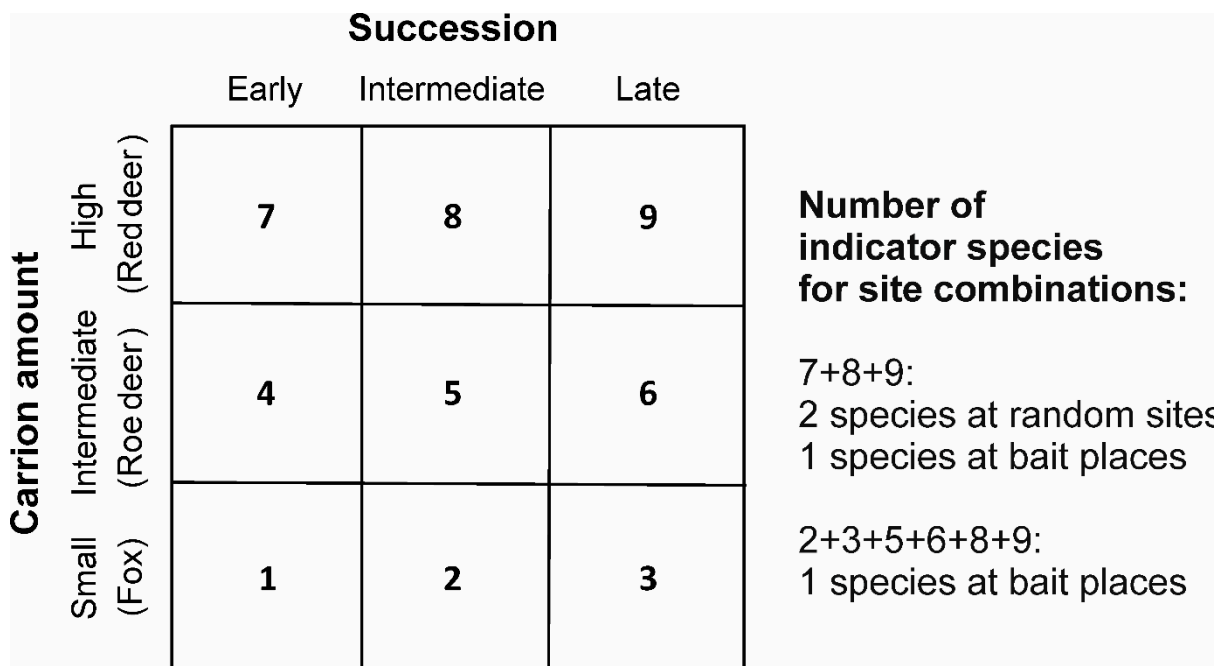 Succession
Early Intermediate Late
Carrion amount
High
(Red deer)
7 8 9
Intermediate
(Roe deer)
4 5 6
Small
(Fox)
1 2 3
Number of
indicator species
for site combinations:
7+8+9:
2 species at random sites
1 species at bait places
2+3+5+6+8+9:
1 species at bait places